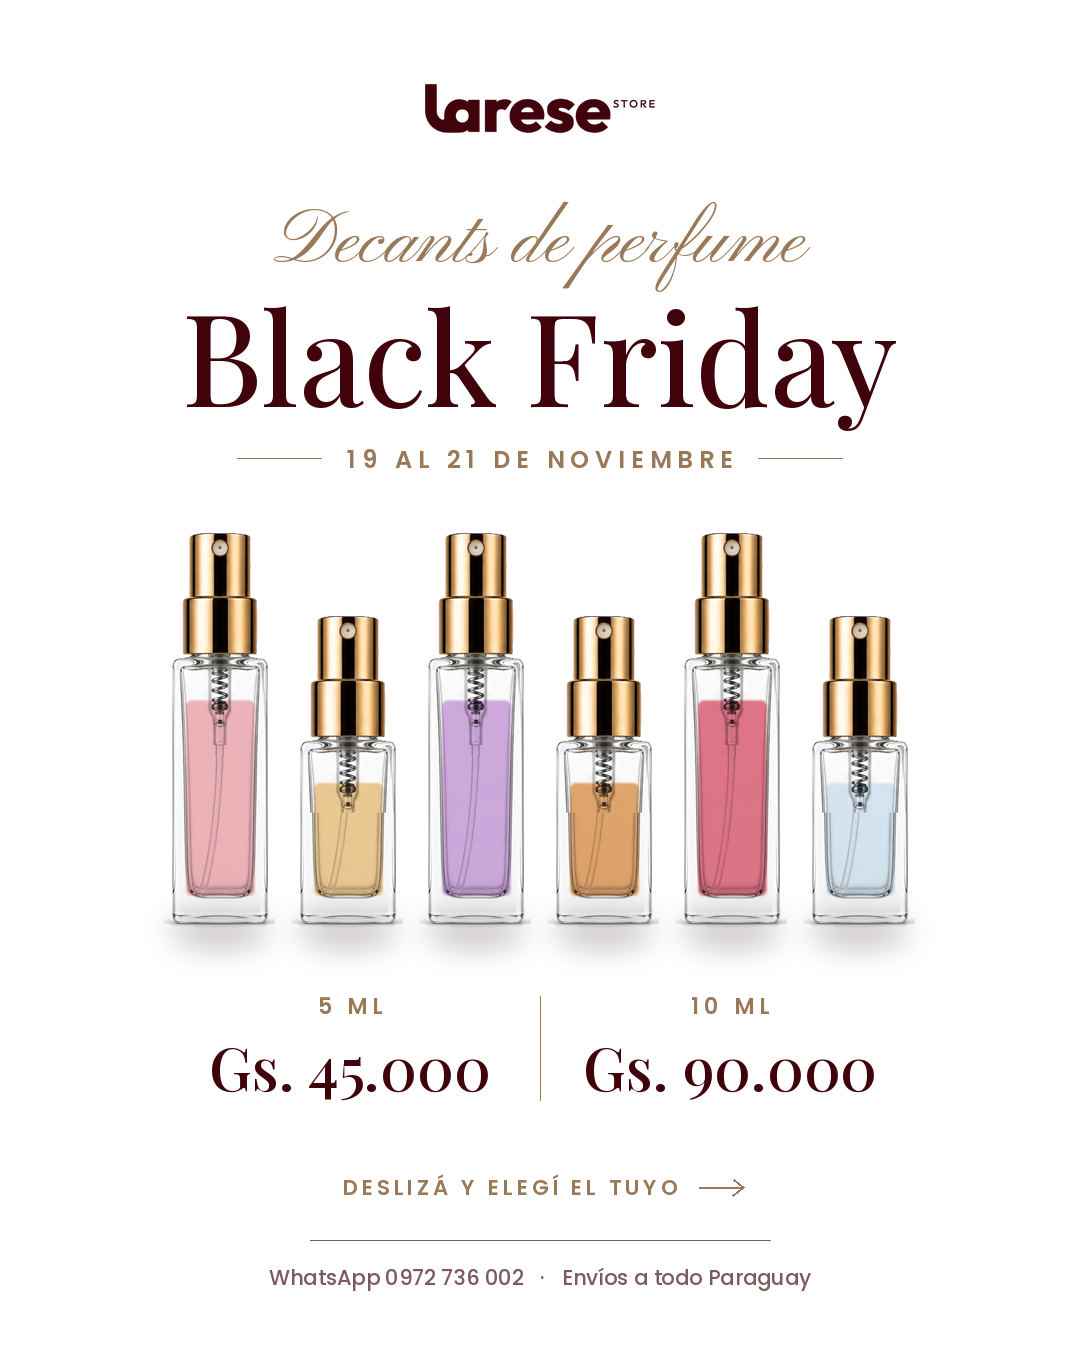 larese STORE
Decants de perfume
Black Friday
19 AL 21 DE NOVIEMBRE
5 ML
Gs. 45.000
10 ML
Gs. 90.000
DESLIZÁ Y ELEGÍ EL TUYO →
WhatsApp 0972 736 002 · Envíos a todo Paraguay